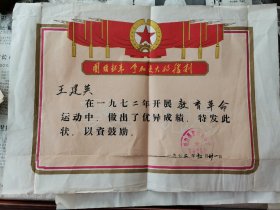 团结起来 争取更大的胜利
王建英
在一九七二年开展教育革命
运动中，做出了优异成绩，特发此
状，以资鼓励。